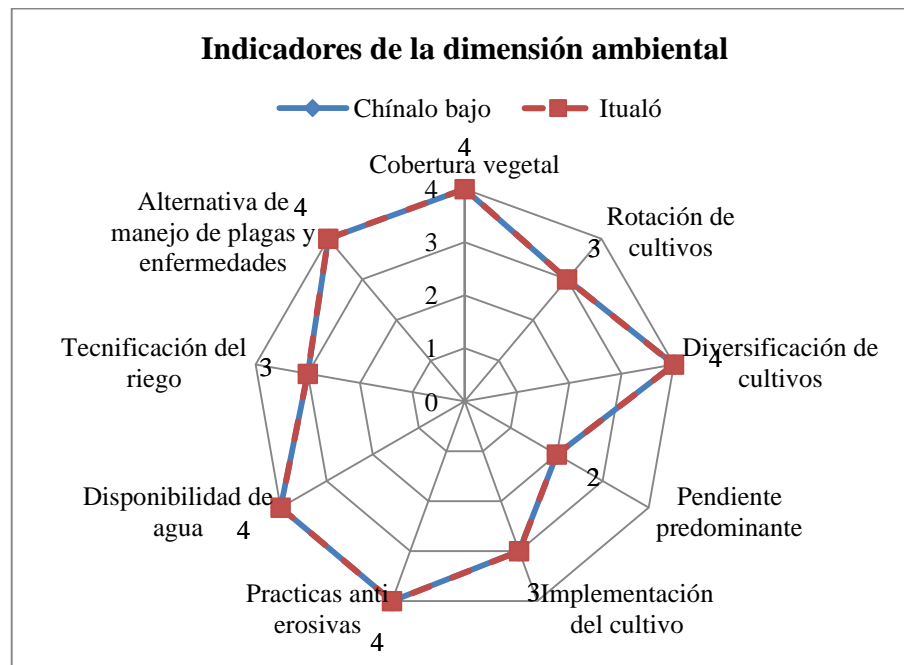 Indicadores de la dimensión ambiental
Chínalo bajo
Itualó
4
Cobertura vegetal
4
3
2
1
0
Rotación de
cultivos
3
Diversificación de
cultivos
4
Pendiente
predominante
2
Implementación
del cultivo
3
Practicas anti
erosivas
4
Disponibilidad de
agua
4
Tecnificación del
riego
3
Alternativa de
manejo de plagas y
enfermedades
4